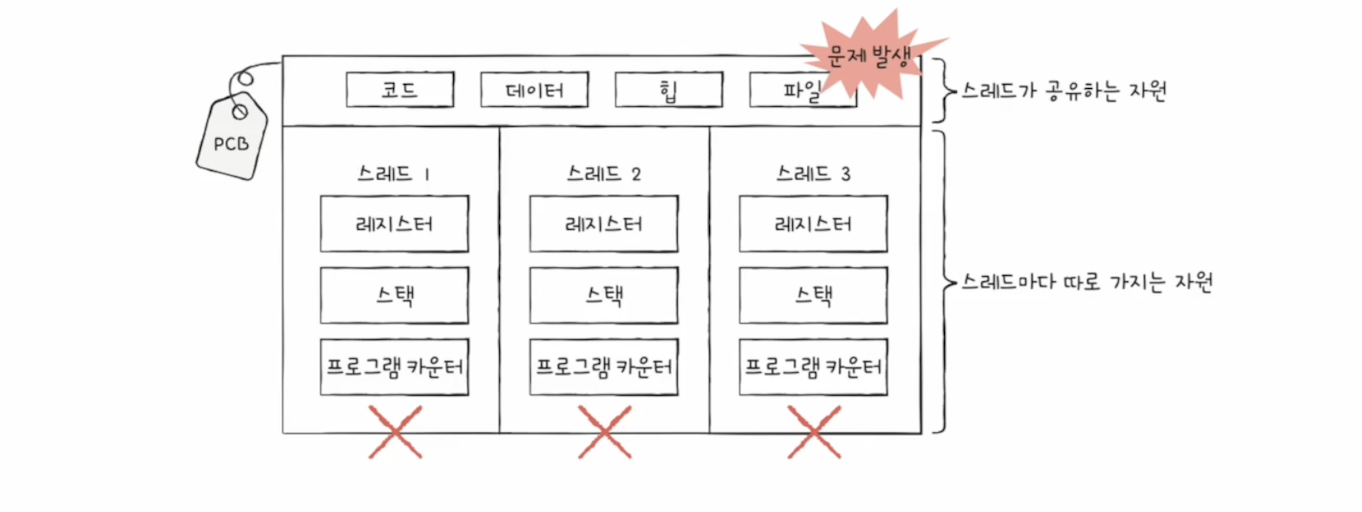 문제 발생
코드 데이터 힙 파일
스레드가 공유하는 자원
PCB
스레드 1 스레드 2 스레드 3
레지스터 레지스터 레지스터
스택 스택 스택
스레드마다 따로 가지는 자원
프로그램 카운터 프로그램 카운터 프로그램 카운터